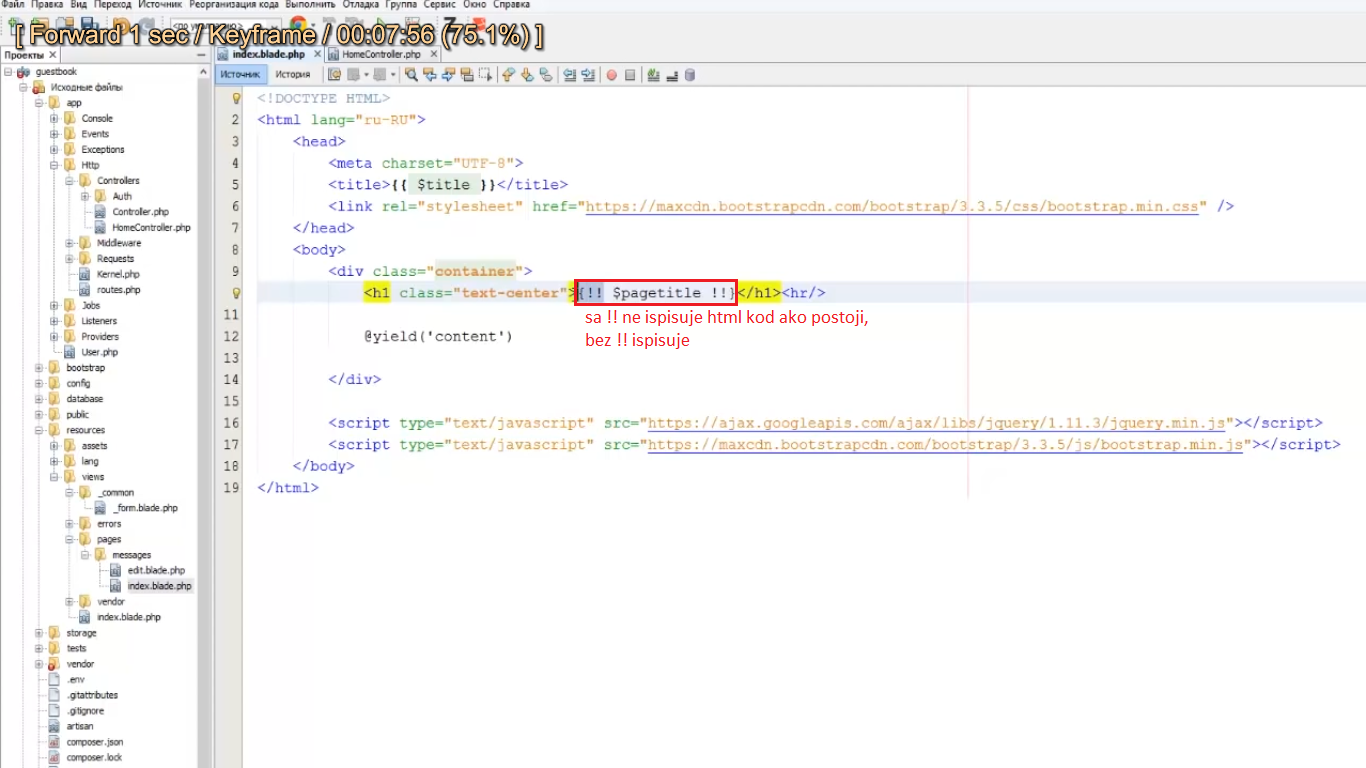 Файл Правка Вид Переход Источник Реорганизация кода Выполнить Отладка Группа Сервис Окно Справка
[ Forward 1 sec / Keyframe / 00:07:56 (75.1%) ]
Проекты
index.blade.php
HomeController.php
Источник
История
guestbook
Исходные файлы
app
Console
Events
Exceptions
Http
Controllers
Auth
Controller.php
HomeController.php
Middleware
Requests
Kernel.php
routes.php
Jobs
Listeners
Providers
User.php
bootstrap
config
database
public
resources
assets
lang
views
_common
_form.blade.php
errors
pages
messages
edit.blade.php
index.blade.php
vendor
index.blade.php
storage
tests
vendor
.env
.gitattributes
.gitignore
artisan
composer.json
composer.lock
<!DOCTYPE HTML>
2 <html lang="ru-RU">
3 <head>
4 <meta charset="UTF-8">
5 <title>{{ $title }}</title>
6 <link rel="stylesheet" href="https://maxcdn.bootstrapcdn.com/bootstrap/3.3.5/css/bootstrap.min.css" />
7 </head>
8 <body>
9 <div class="container">
<h1 class="text-center">{!! $pagetitle !!}</h1><hr/>
11
sa !! ne ispisuje html kod ako postoji,
bez !! ispisuje
12 @yield('content')
13
14 </div>
15
16 <script type="text/javascript" src="https://ajax.googleapis.com/ajax/libs/jquery/1.11.3/jquery.min.js"></script>
17 <script type="text/javascript" src="https://maxcdn.bootstrapcdn.com/bootstrap/3.3.5/js/bootstrap.min.js"></script>
18 </body>
19 </html>